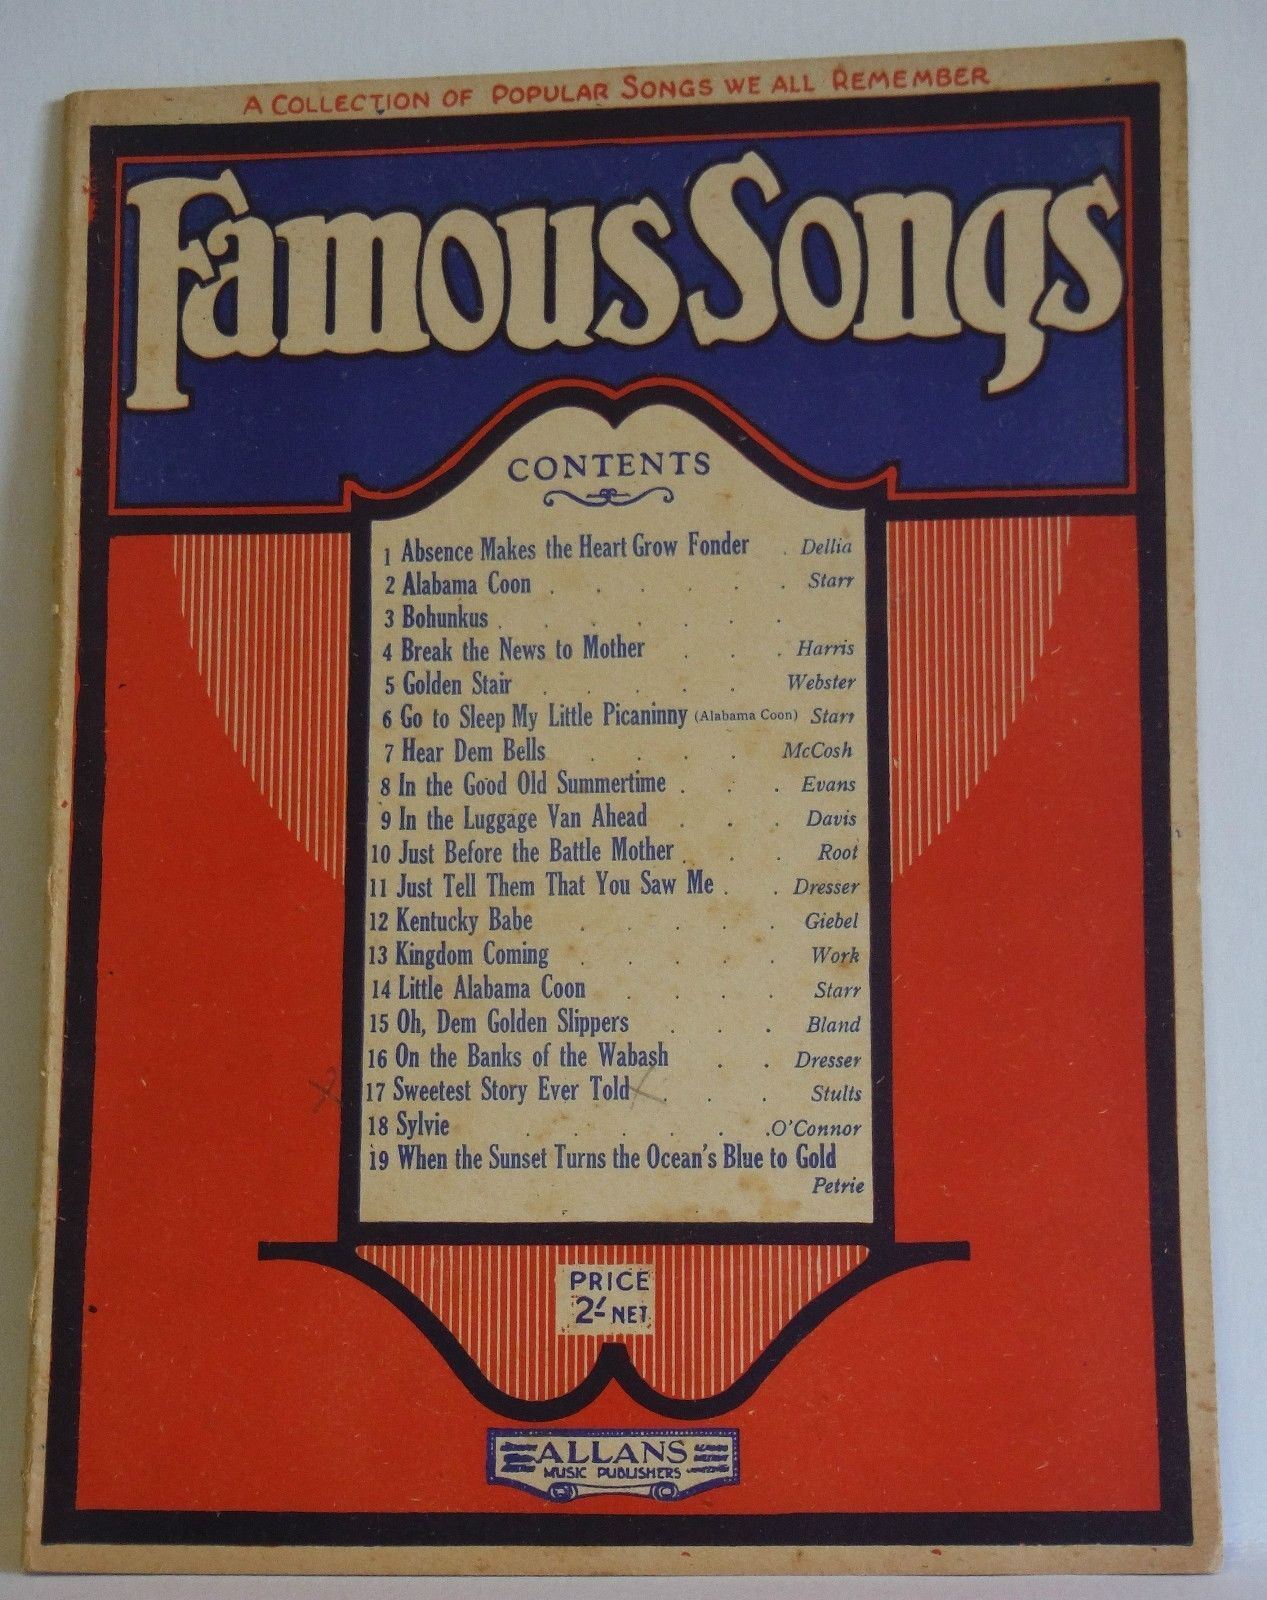 A COLLECTION OF POPULAR SONGS WE ALL REMEMBER
Famous Songs
CONTENTS
1 Absence Makes the Heart Grow Fonder . Dellia
2 Alabama Coon . . . . . . Starr
3 Bohunkus . . . . . . .
4 Break the News to Mother . . . Harris
5 Golden Stair . . . . . Webster
6 Go to Sleep My Little Picaninny (Alabama Coon) Starr
7 Hear Dem Bells . . . . McCosh
8 In the Good Old Summertime . . . Evans
9 In the Luggage Van Ahead . . . Davis
10 Just Before the Battle Mother . . . Root
11 Just Tell Them That You Saw Me . . Dresser
12 Kentucky Babe . . . . . Giebel
13 Kingdom Coming . . . . . Work
14 Little Alabama Coon . . . . Starr
15 Oh, Dem Golden Slippers . . . Bland
16 On the Banks of the Wabash . . Dresser
17 Sweetest Story Ever Told . . . Stults
18 Sylvie . . . . . . O'Connor
19 When the Sunset Turns the Ocean's Blue to Gold
Petrie
PRICE
2/- NET
ALLANS
MUSIC PUBLISHERS